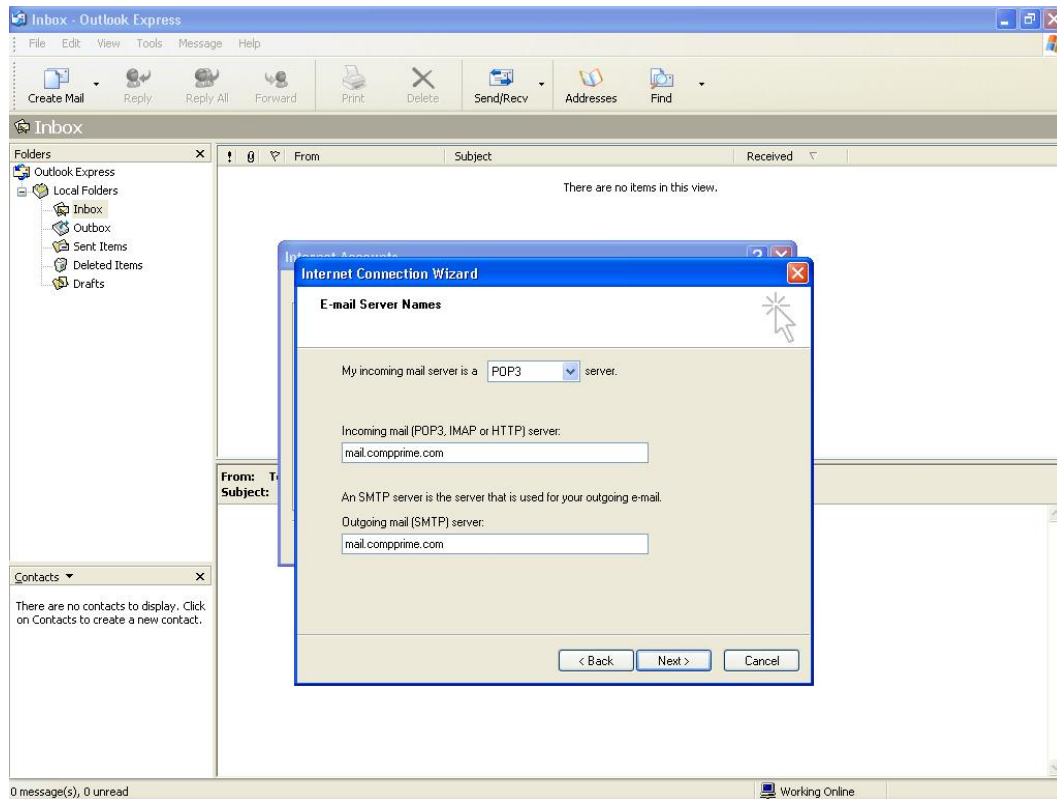 Inbox - Outlook Express
File Edit View Tools Message Help
Create Mail Reply Reply All Forward Print Delete Send/Recv Addresses Find
Inbox
Folders
Outlook Express
Local Folders
Inbox
Outbox
Sent Items
Deleted Items
Drafts
! From Subject Received
There are no items in this view.
Internet Accounts
Internet Connection Wizard
E-mail Server Names
My incoming mail server is a POP3 server.
Incoming mail (POP3, IMAP or HTTP) server:
mail.compprime.com
An SMTP server is the server that is used for your outgoing e-mail.
Outgoing mail (SMTP) server:
mail.compprime.com
< Back Next > Cancel
From:
Subject:
Contacts
There are no contacts to display. Click
on Contacts to create a new contact.
0 message(s), 0 unread
Working Online